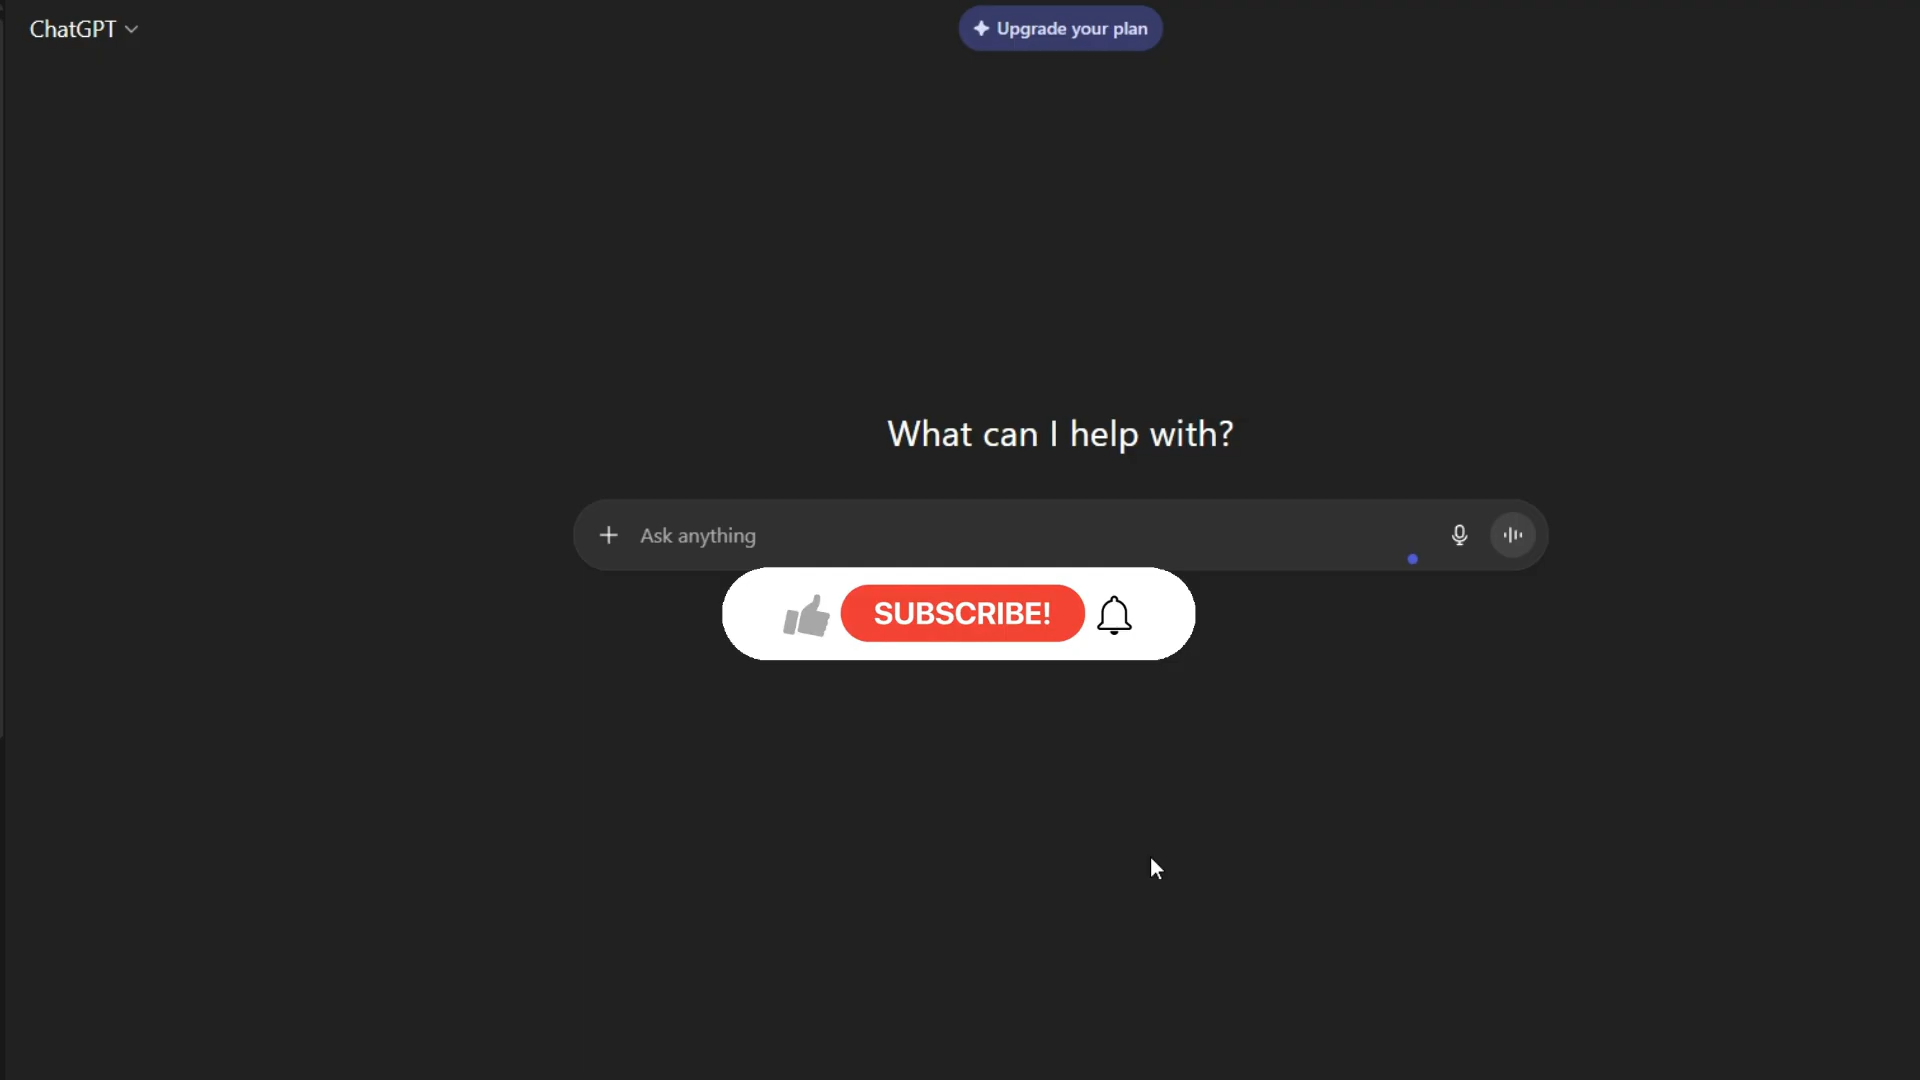 ChatGPT
Upgrade your plan
What can I help with?
Ask anything
SUBSCRIBE!